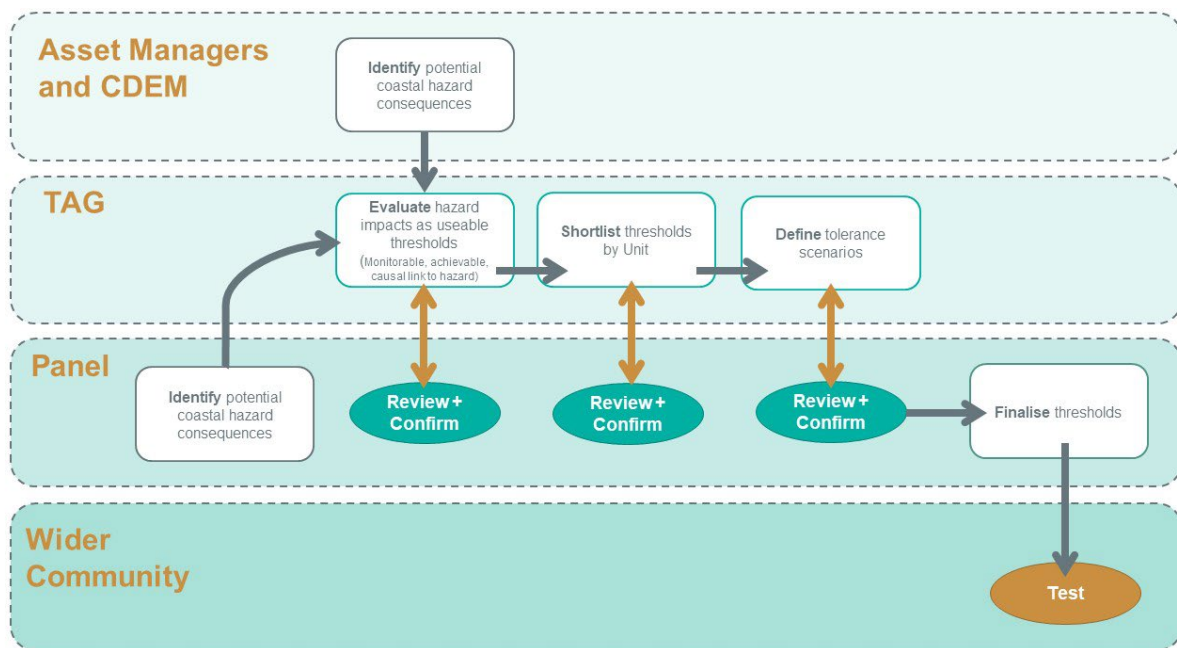 Asset Managers
and CDEM
Identify potential
coastal hazard
consequences
TAG
Evaluate hazard
impacts as useable
thresholds
(Monitorable, achievable,
causal link to hazard)
Shortlist thresholds
by Unit
Define tolerance
scenarios
Panel
Identify potential
coastal hazard
consequences
Review +
Confirm
Review +
Confirm
Review +
Confirm
Finalise thresholds
Wider
Community
Test